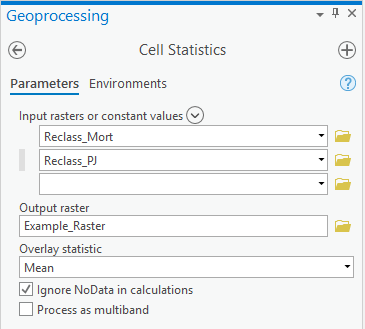 Geoprocessing
Cell Statistics
Parameters Environments
Input rasters or constant values
Reclass_Mort
Reclass_PJ
Output raster
Example_Raster
Overlay statistic
Mean
Ignore NoData in calculations
Process as multiband